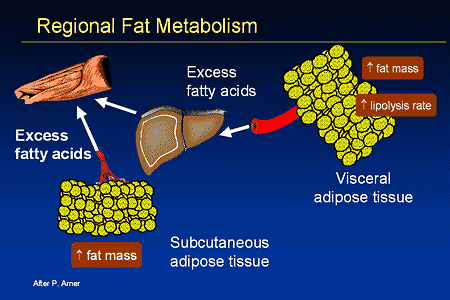 Regional Fat Metabolism
Excess
fatty acids
↑ fat mass
↑ lipolysis rate
Excess
fatty acids
Visceral
adipose tissue
↑ fat mass
Subcutaneous
adipose tissue
After P. Arner